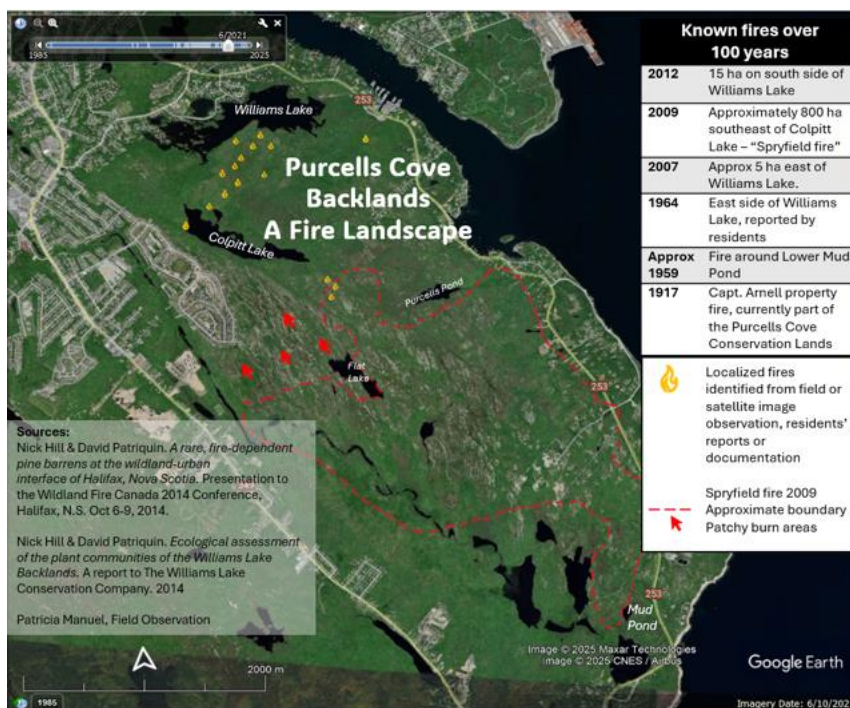 6/2021
1985
2025
253
Williams Lake
Purcells Cove
Backlands
A Fire Landscape
Colpitt Lake
Purcells Pond
Flat
Lake
253
253
Mud
Pond
Known fires over
100 years
2012 15 ha on south side of
Williams Lake
2009 Approximately 800 ha
southeast of Colpitt
Lake – “Spryfield fire”
2007 Approx 5 ha east of
Williams Lake.
1964 East side of Williams
Lake, reported by
residents
Approx Fire around Lower Mud
1959 Pond
1917 Capt. Arnell property
fire, currently part of
the Purcells Cove
Conservation Lands
Localized fires
identified from field or
satellite image
observation, residents’
reports or
documentation
Spryfield fire 2009
Approximate boundary
Patchy burn areas
Sources:
Nick Hill & David Patriquin. A rare, fire-dependent
pine barrens at the wildland-urban
interface of Halifax, Nova Scotia. Presentation to
the Wildland Fire Canada 2014 Conference,
Halifax, N.S. Oct 6-9, 2014.
Nick Hill & David Patriquin. Ecological assessment
of the plant communities of the Williams Lake
Backlands. A report to The Williams Lake
Conservation Company. 2014
Patricia Manuel, Field Observation
2000 m
Image © 2025 Maxar Technologies
Image © 2025 CNES / Airbus
Google Earth
1985
Imagery Date: 6/10/202